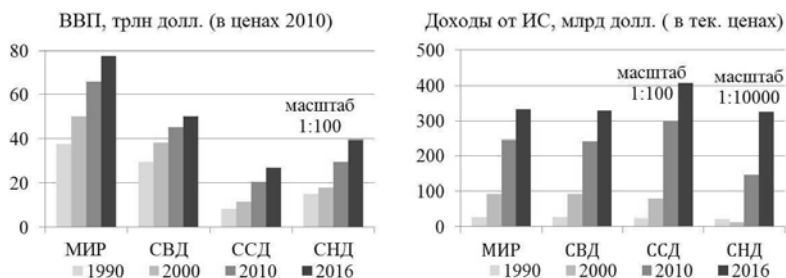 ВВП, трлн долл. (в ценах 2010)
80
60
40
20
0
масштаб
1:100
МИР СВД ССД СНД
1990 2000 2010 2016
Доходы от ИС, млрд долл. ( в тек. ценах)
500
400
300
200
100
0
масштаб
1:100
масштаб
1:10000
МИР СВД ССД СНД
1990 2000 2010 2016